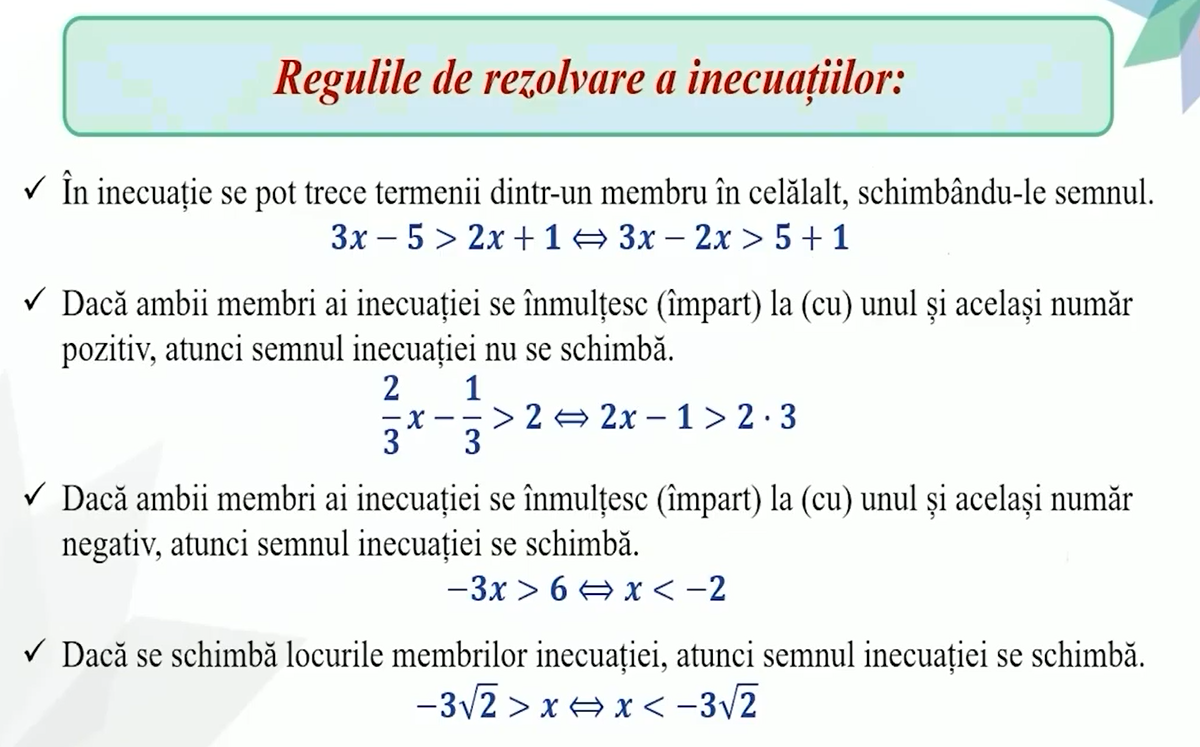 Regulile de rezolvare a inecuațiilor:
✓ În inecuație se pot trece termenii dintr-un membru în celălalt, schimbându-le semnul.
3x − 5 > 2x + 1 ⇔ 3x − 2x > 5 + 1
✓ Dacă ambii membri ai inecuației se înmulțesc (împart) la (cu) unul și același număr
pozitiv, atunci semnul inecuației nu se schimbă.
2/3 x − 1/3 > 2 ⇔ 2x − 1 > 2 · 3
✓ Dacă ambii membri ai inecuației se înmulțesc (împart) la (cu) unul și același număr
negativ, atunci semnul inecuației se schimbă.
−3x > 6 ⇔ x < −2
✓ Dacă se schimbă locurile membrilor inecuației, atunci semnul inecuației se schimbă.
−3√2 > x ⇔ x < −3√2